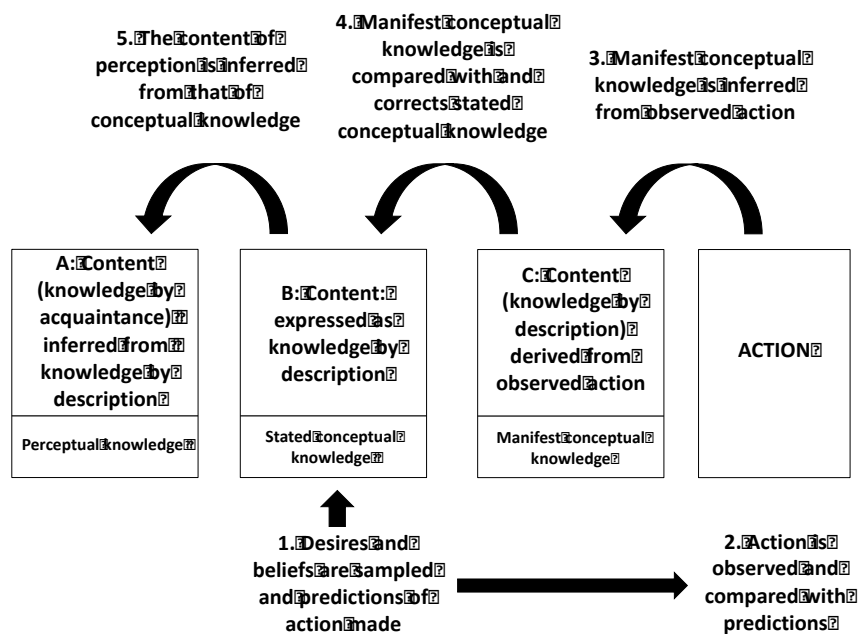 5. The content of
perception is inferred
from that of
conceptual knowledge
4. Manifest conceptual
knowledge is
compared with and
corrects stated
conceptual knowledge
3. Manifest conceptual
knowledge is inferred
from observed action
A: Content
(knowledge by
acquaintance)
inferred from
knowledge by
description
Perceptual knowledge
B: Content:
expressed as
knowledge by
description
Stated conceptual
knowledge
C: Content
(knowledge by
description)
derived from
observed action
Manifest conceptual
knowledge
ACTION
1. Desires and
beliefs are sampled
and predictions of
action made
2. Action is
observed and
compared with
predictions